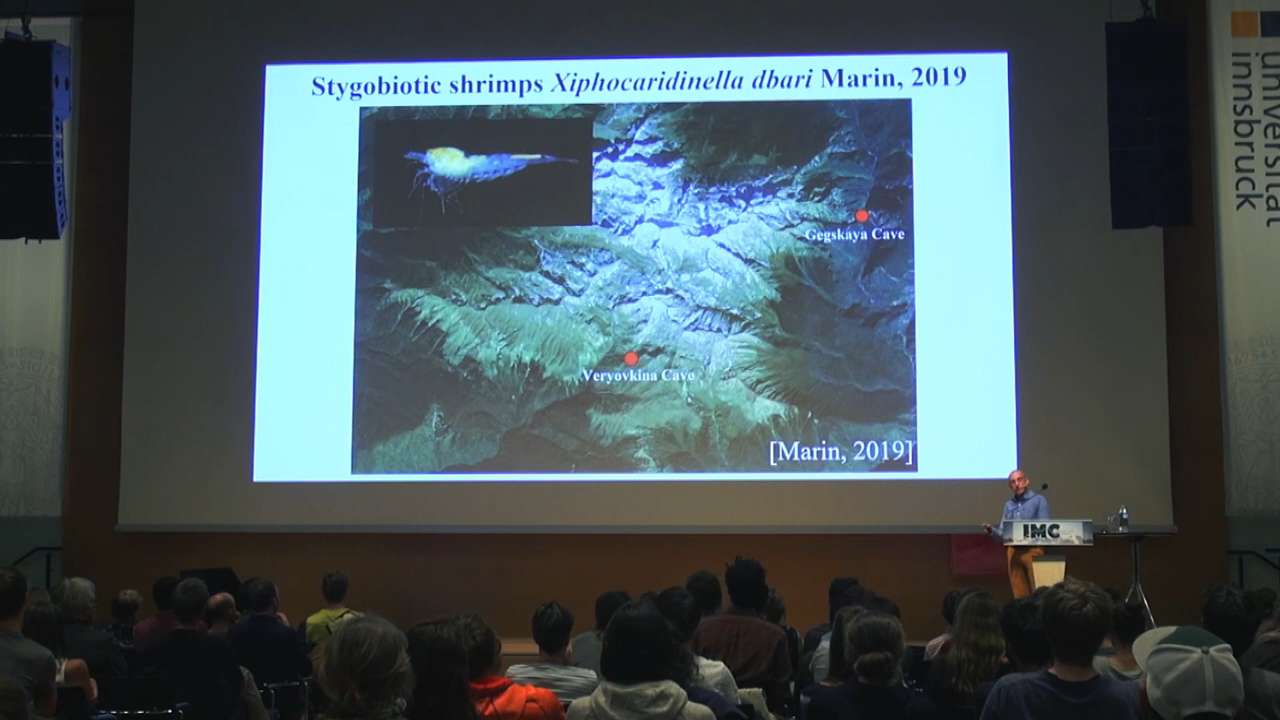 Stygobiotic shrimps Xiphocaridinella dbari Marin, 2019
Gegskaya Cave
Veryovkina Cave
[Marin, 2019]
IMC
universität
innsbruck